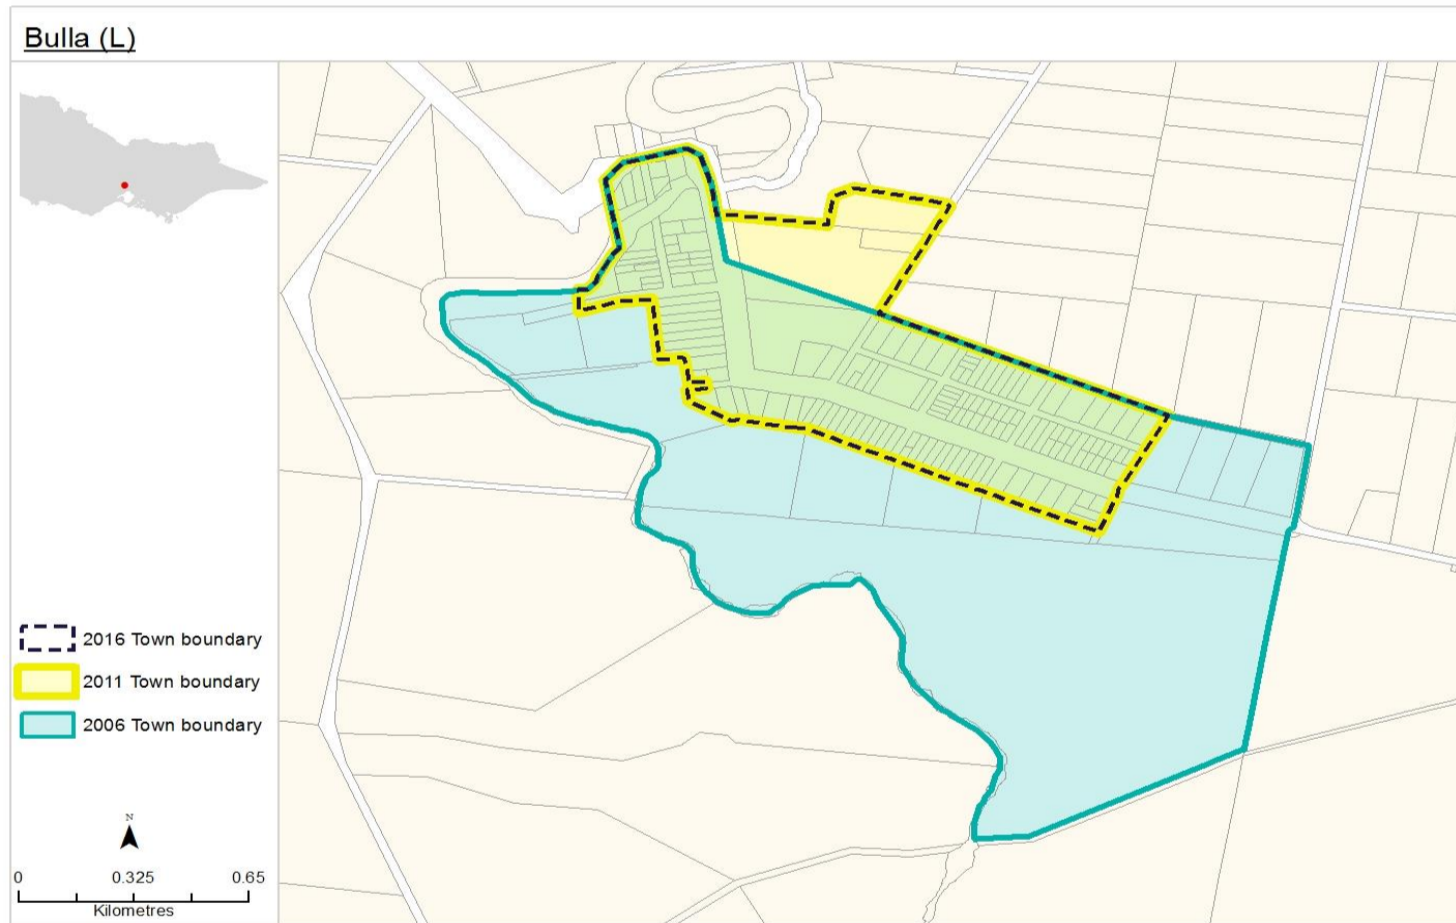 Bulla (L)
2016 Town boundary
2011 Town boundary
2006 Town boundary
N
0 0.325 0.65
Kilometres